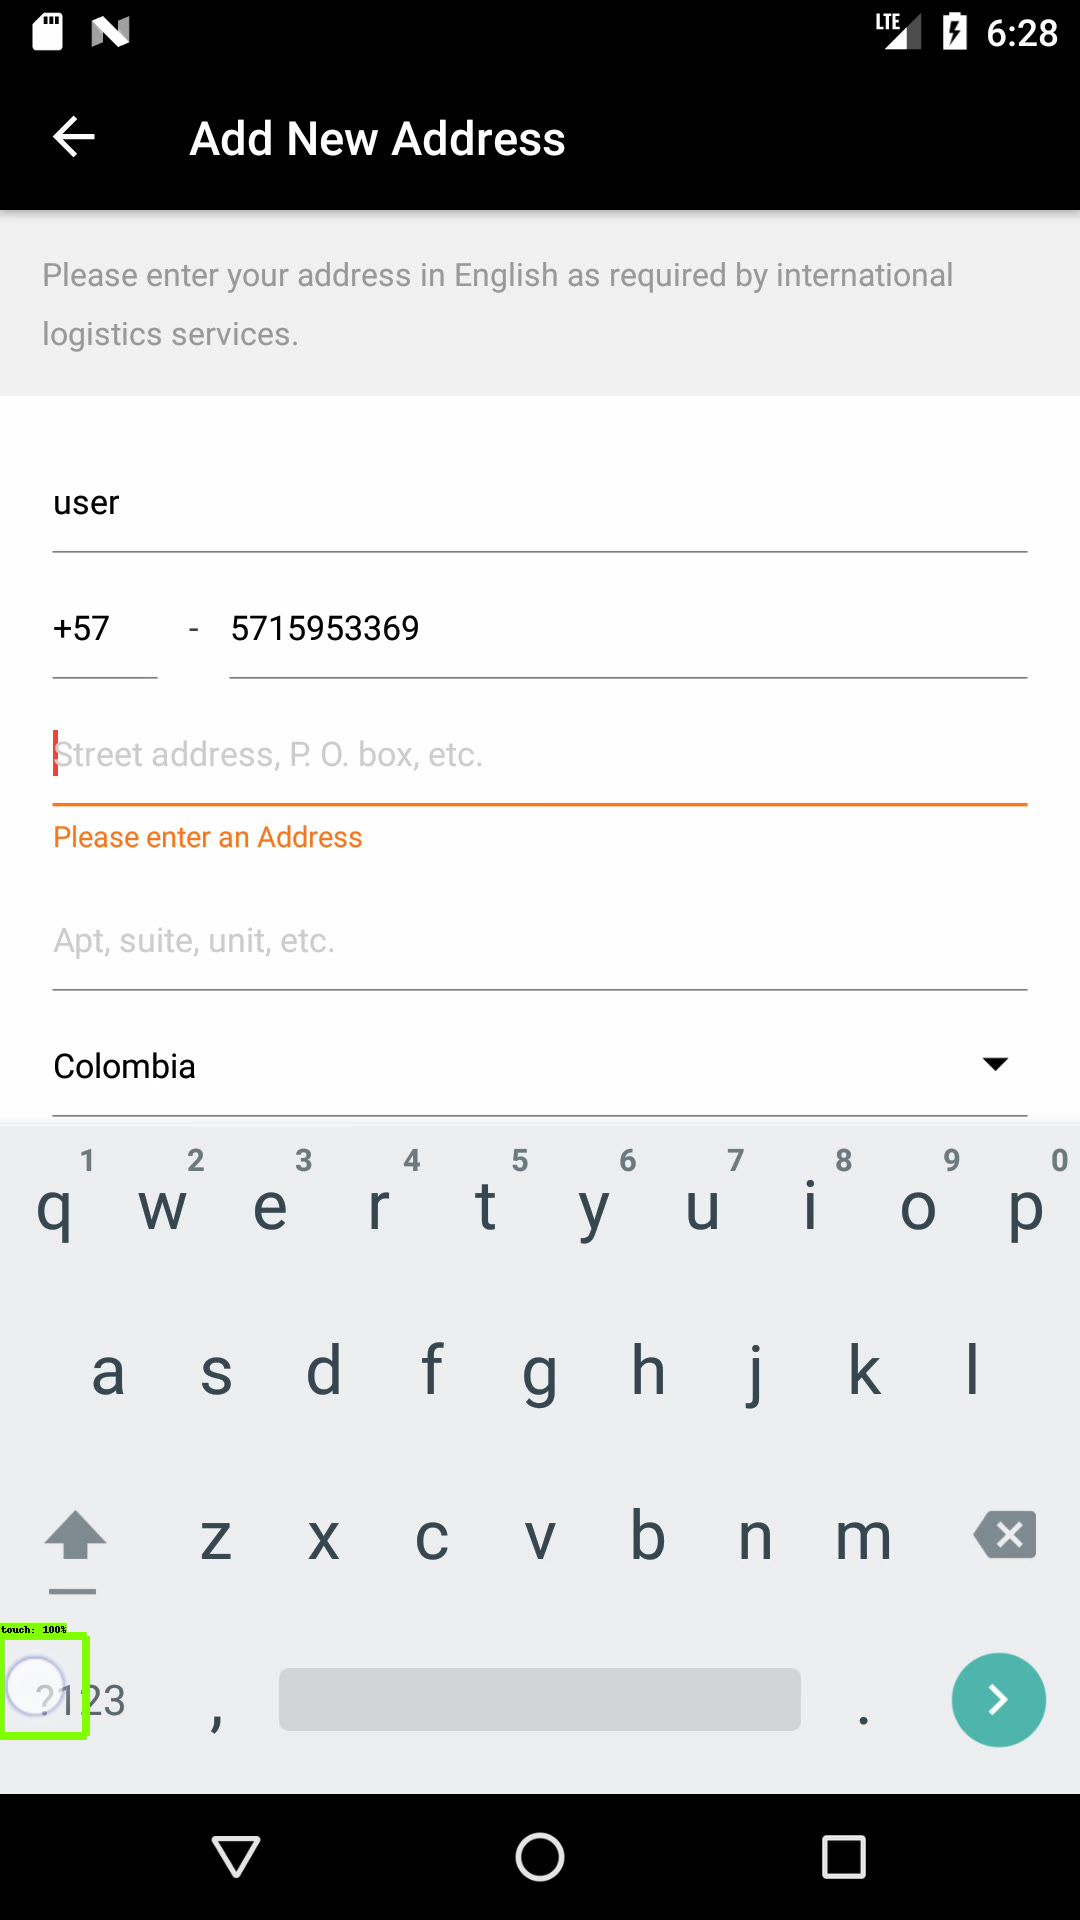 LTE 6:28
Add New Address
Please enter your address in English as required by international
logistics services.
user
+57 - 5715953369
Street address, P. O. box, etc.
Please enter an Address
Apt, suite, unit, etc.
Colombia
1 2 3 4 5 6 7 8 9 0
q w e r t y u i o p
a s d f g h j k l
z x c v b n m
touch: 100%
?123 , .